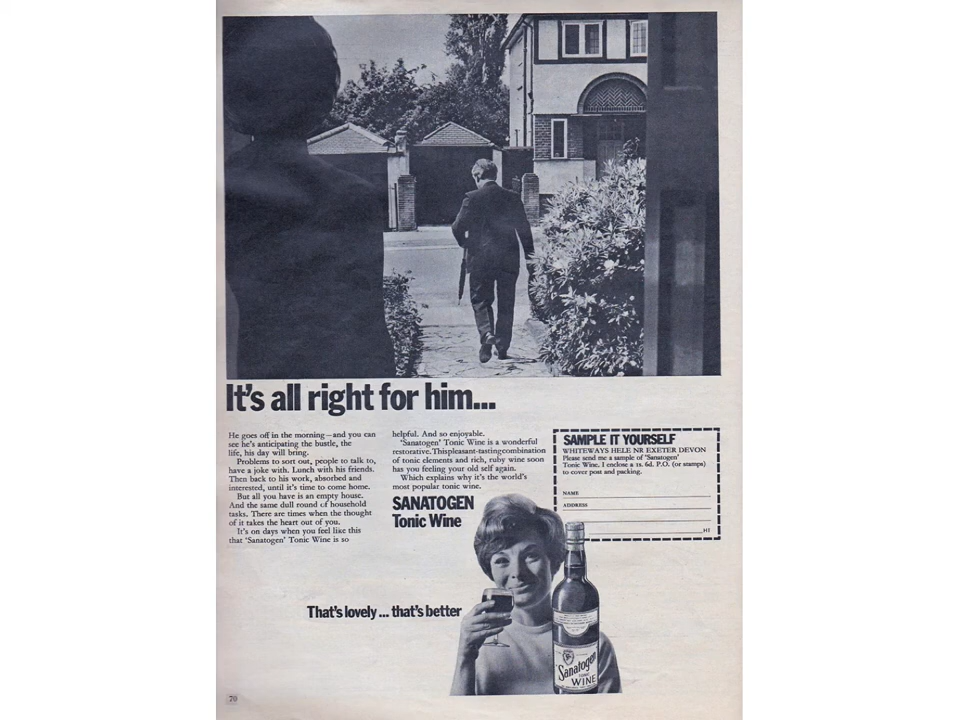 It's all right for him...
He goes off in the morning—and you can
see he's anticipating the bustle, the
life, his day will bring.
Problems to sort out, people to talk to,
have a joke with. Lunch with his friends.
Then back to his work, absorbed and
interested, until it's time to come home.
But all you have is an empty house.
And the same dull round of household
tasks. There are times when the thought
of it takes the heart out of you.
It's on days when you feel like this
that 'Sanatogen' Tonic Wine is so
helpful. And so enjoyable.
'Sanatogen' Tonic Wine is a wonderful
restorative. This pleasant-tasting combination
of tonic elements and rich, ruby wine soon
has you feeling your old self again.
Which explains why it's the world's
most popular tonic wine.
SANATOGEN
Tonic Wine
SAMPLE IT YOURSELF
WHITEWAYS HELE NR EXETER DEVON
Please send me a sample of 'Sanatogen'
Tonic Wine. I enclose a 1s. 6d. P.O. (or stamps)
to cover post and packing.
NAME
ADDRESS
H1
That's lovely... that's better
Sanatogen
TONIC
WINE
70